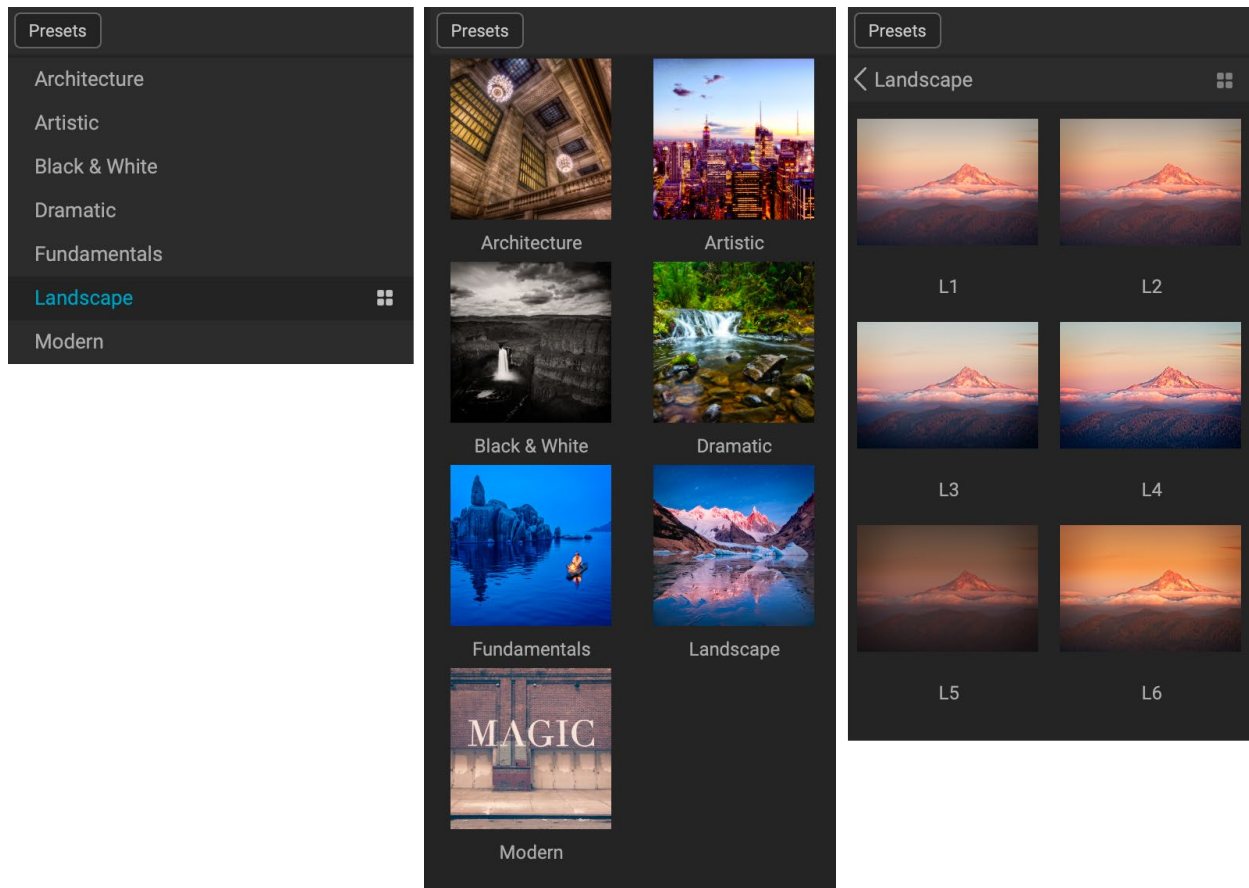 Presets
Architecture
Artistic
Black & White
Dramatic
Fundamentals
Landscape
Modern
Presets
Architecture
Artistic
Black & White
Dramatic
Fundamentals
Landscape
MAGIC
Modern
Presets
Landscape
L1
L2
L3
L4
L5
L6